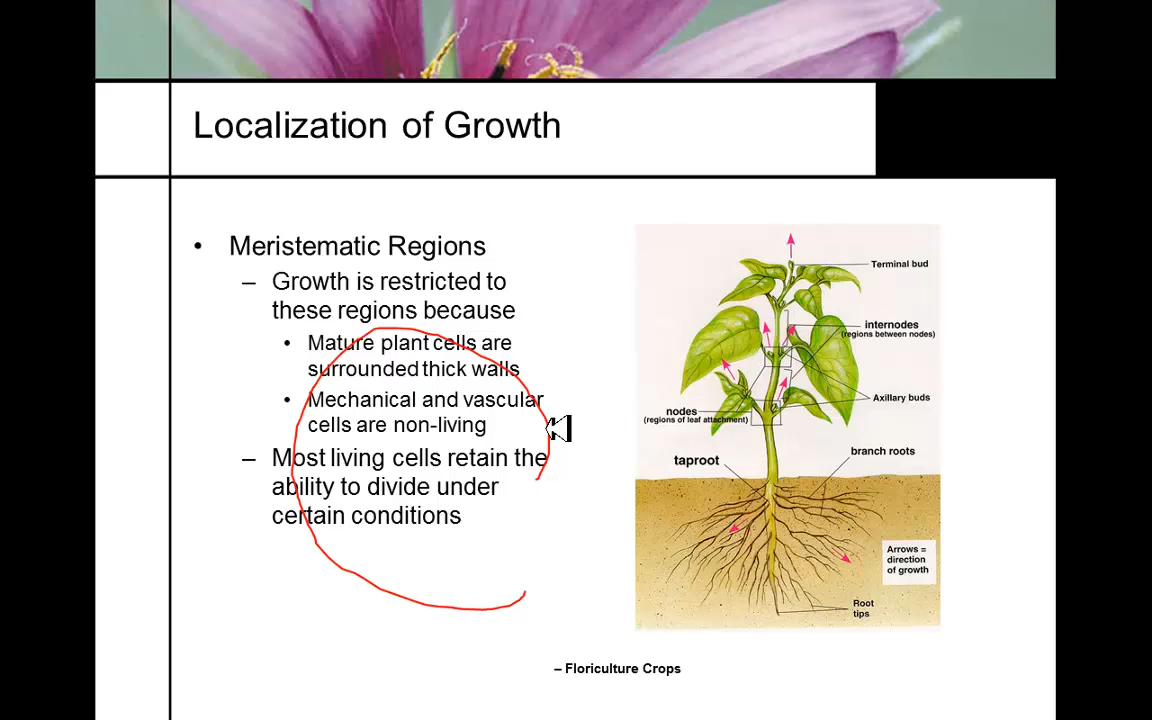 Localization of Growth
• Meristematic Regions
– Growth is restricted to
these regions because
• Mature plant cells are
surrounded thick walls
• Mechanical and vascular
cells are non-living
– Most living cells retain the
ability to divide under
certain conditions
Terminal bud
internodes
(regions between nodes)
Axillary buds
nodes
(regions of leaf attachment)
taproot
branch roots
Arrows =
direction
of growth
Root
tips
– Floriculture Crops